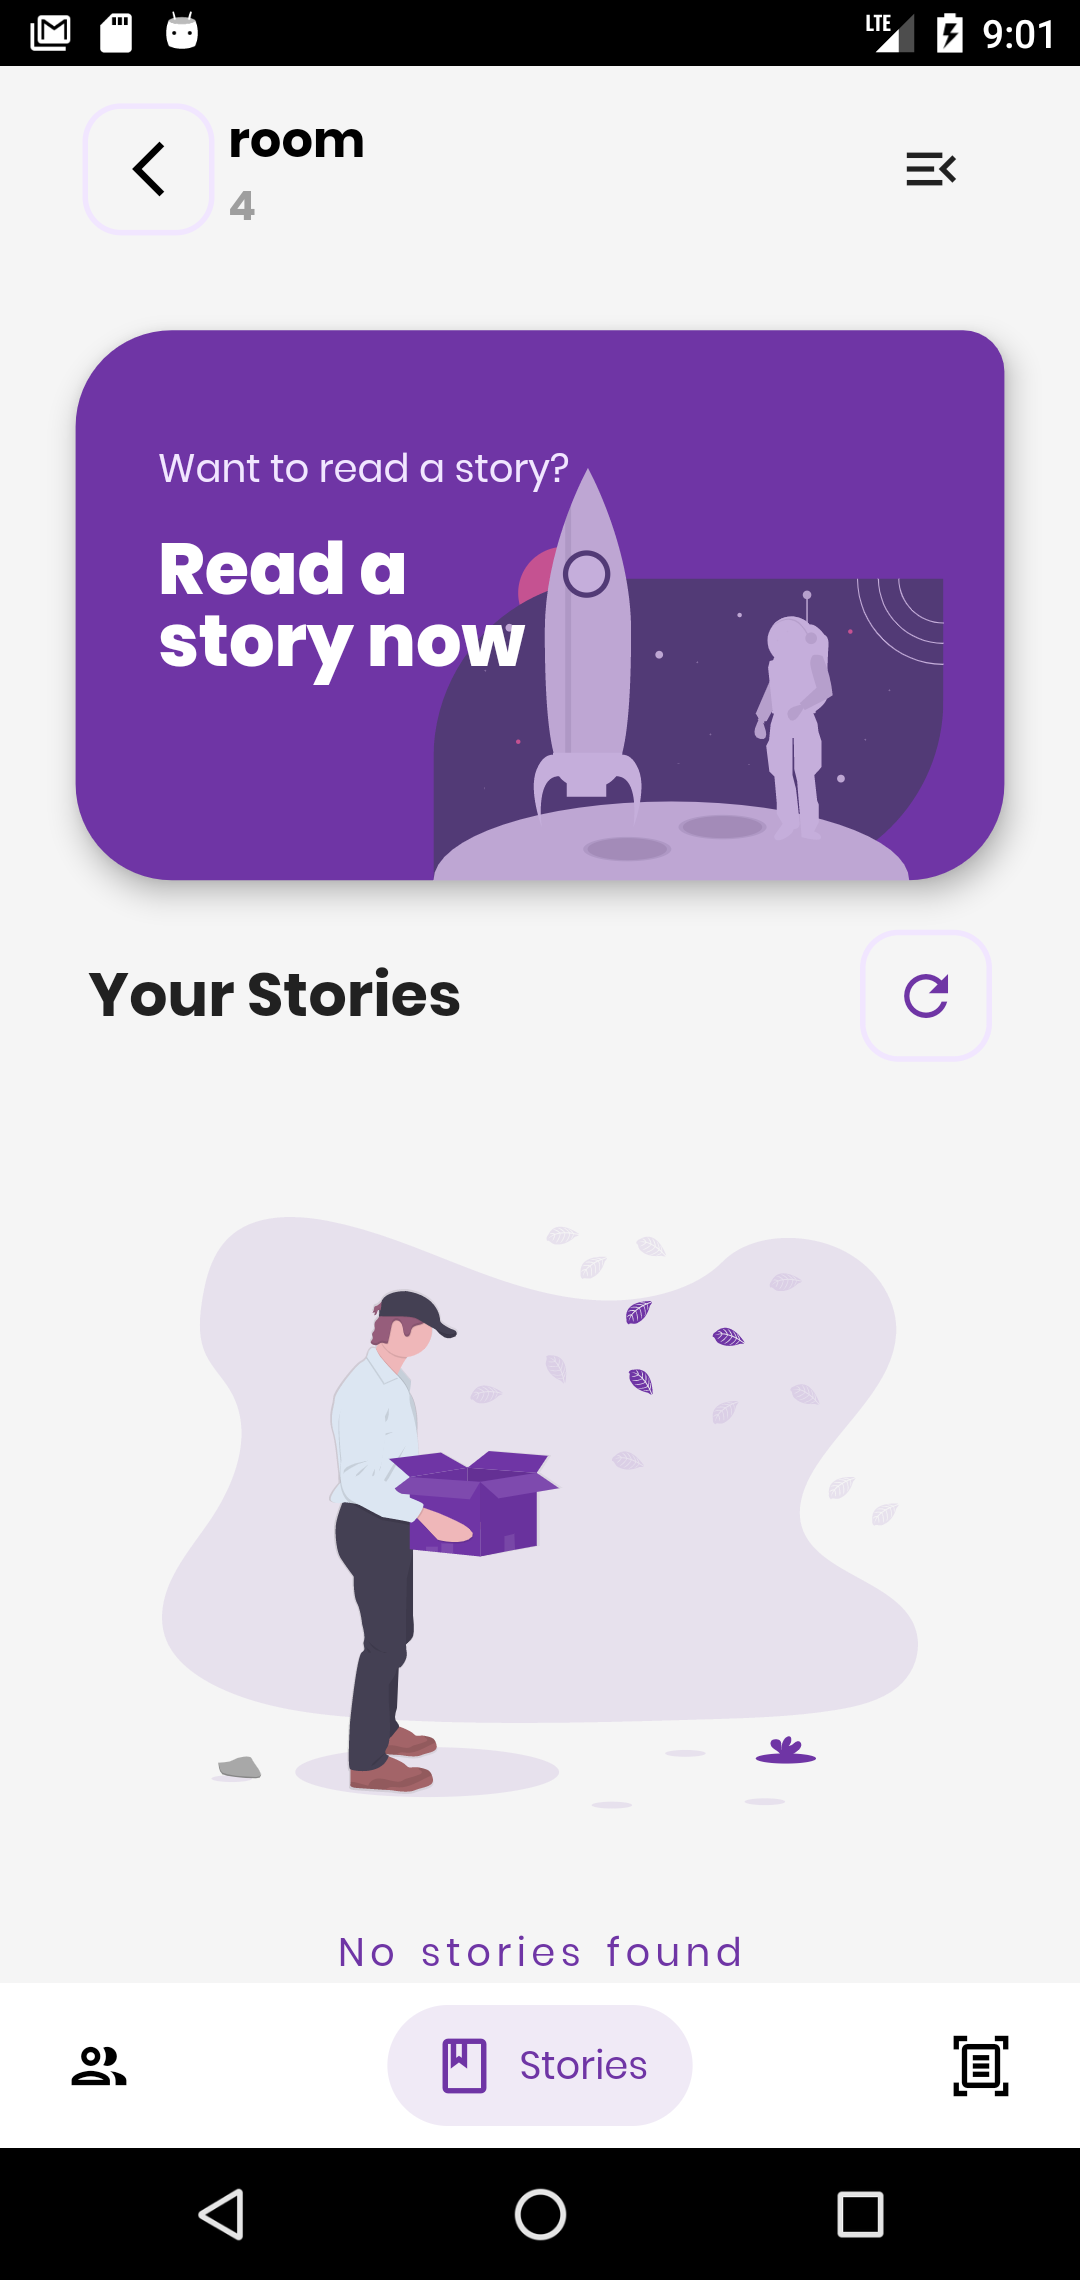 LTE 9:01
room
4
Want to read a story?
Read a
story now
Your Stories
No stories found
Stories